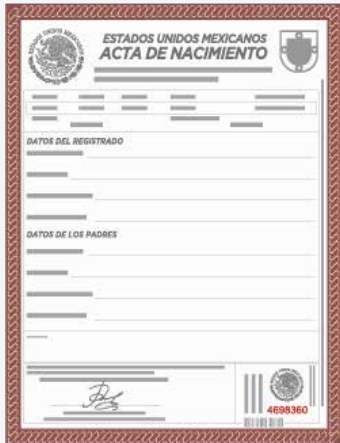 ESTADOS UNIDOS MEXICANOS
ACTA DE NACIMIENTO
DATOS DEL REGISTRADO
DATOS DE LOS PADRES
4698360